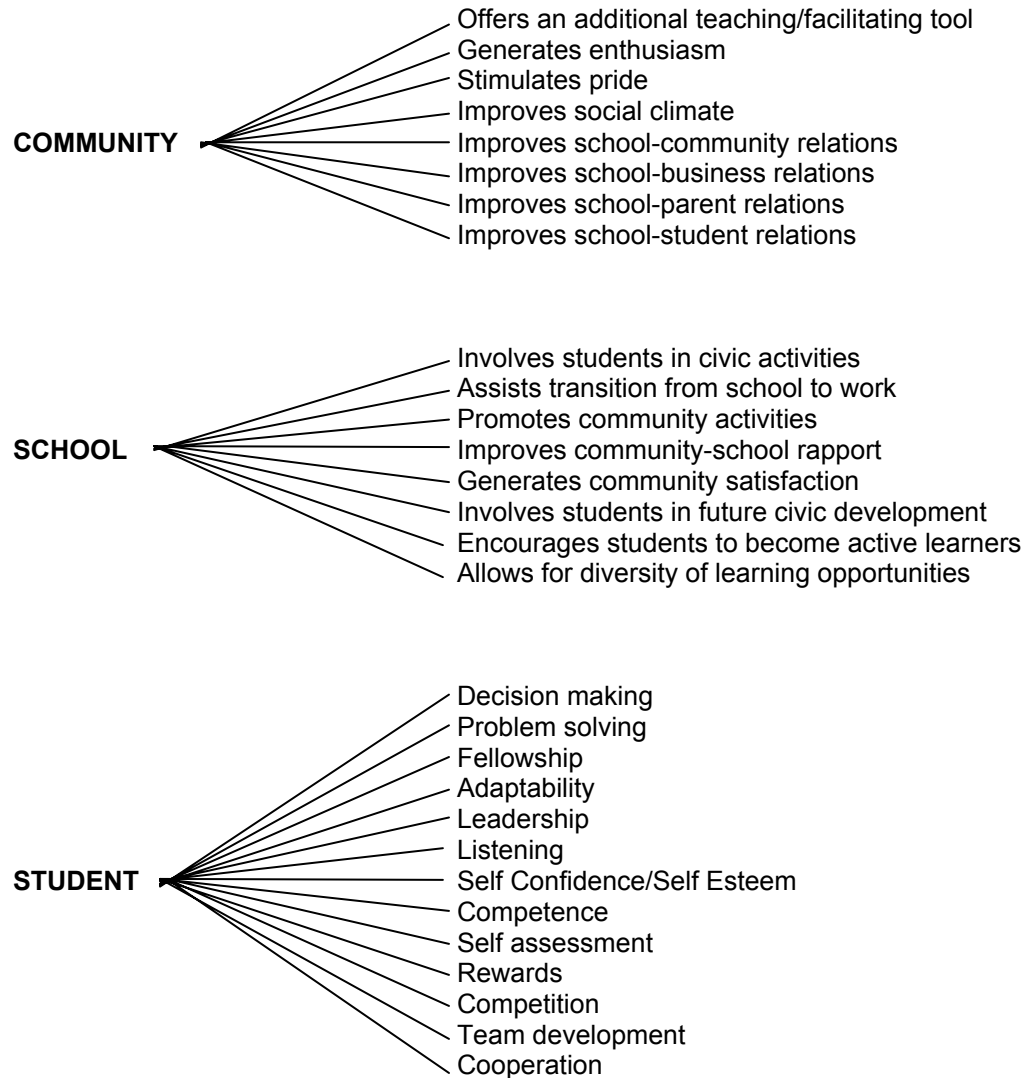 Offers an additional teaching/facilitating tool
Generates enthusiasm
Stimulates pride
Improves social climate
COMMUNITY
Improves school-community relations
Improves school-business relations
Improves school-parent relations
Improves school-student relations
Involves students in civic activities
Assists transition from school to work
Promotes community activities
SCHOOL
Improves community-school rapport
Generates community satisfaction
Involves students in future civic development
Encourages students to become active learners
Allows for diversity of learning opportunities
Decision making
Problem solving
Fellowship
Adaptability
Leadership
Listening
STUDENT
Self Confidence/Self Esteem
Competence
Self assessment
Rewards
Competition
Team development
Cooperation